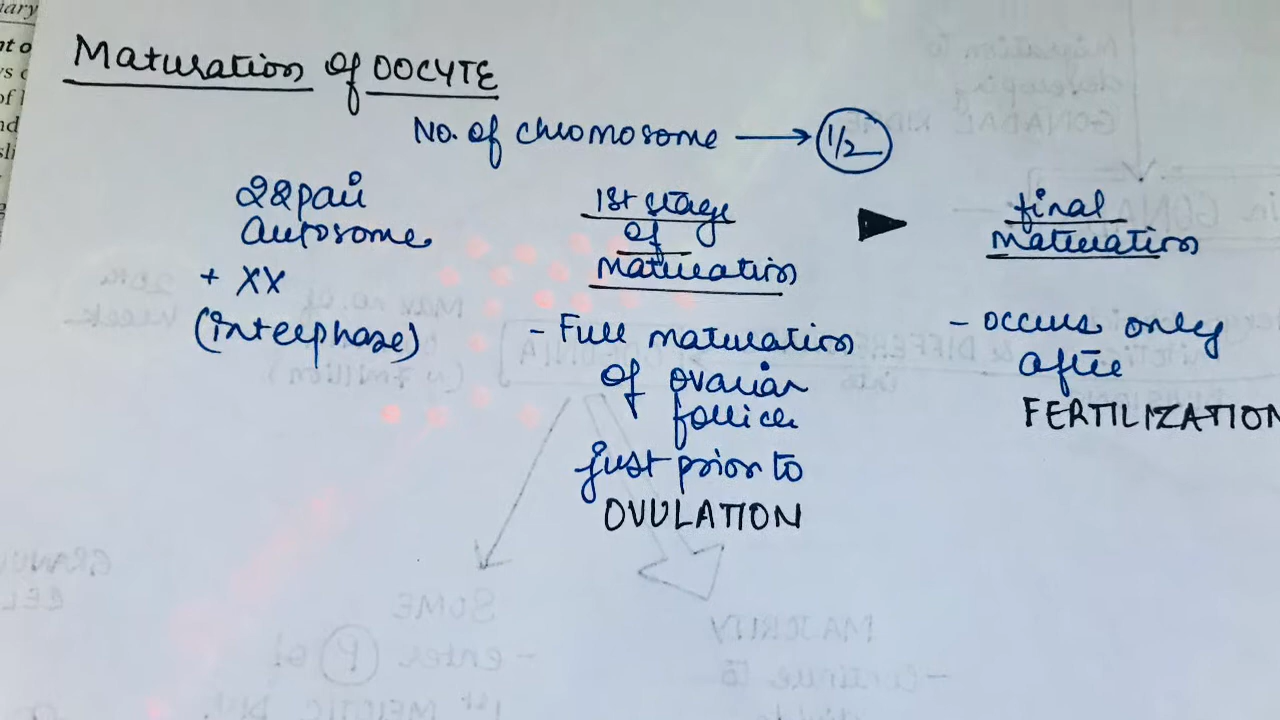 Maturation of OOCYTE
No. of chromosome → 1/2
22 pair
Autosome
+ XX
(interphase)
1st stage
of
maturation
- Full maturation
of ovarian
follicle
just prior to
OVULATION
final
maturation
- occurs only
after
FERTILIZATION